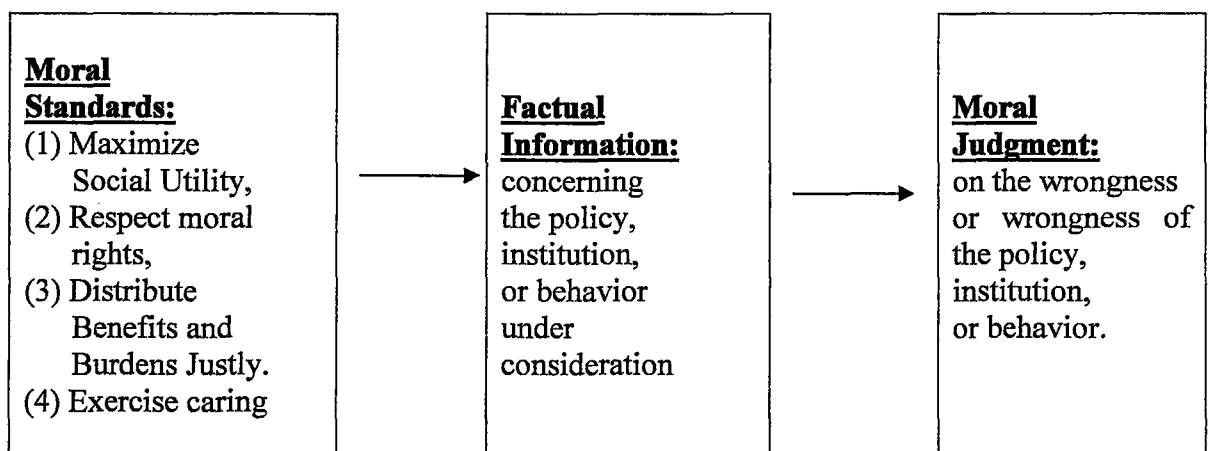 Moral
Standards:
(1) Maximize
Social Utility,
(2) Respect moral
rights,
(3) Distribute
Benefits and
Burdens Justly.
(4) Exercise caring
Factual
Information:
concerning
the policy,
institution,
or behavior
under
consideration
Moral
Judgment:
on the wrongness
or wrongness of
the policy,
institution,
or behavior.